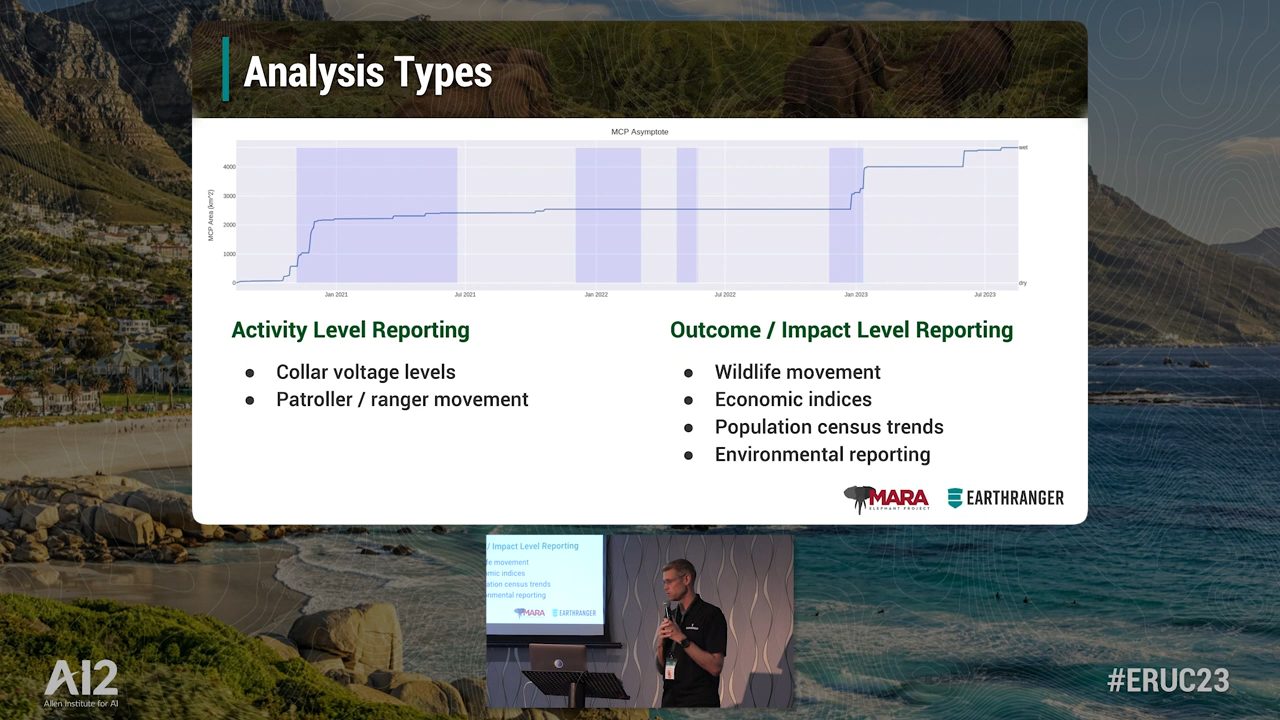 Analysis Types
MCP Asymptote
MCP Area (km^2)
4000
3000
2000
1000
0
wet
dry
Jan 2021
Jul 2021
Jan 2022
Jul 2022
Jan 2023
Jul 2023
Activity Level Reporting
● Collar voltage levels
● Patroller / ranger movement
Outcome / Impact Level Reporting
● Wildlife movement
● Economic indices
● Population census trends
● Environmental reporting
MARA
ELEPHANT PROJECT
EARTHRANGER
/ Impact Level Reporting
fe movement
omic indices
ation census trends
onmental reporting
MARA
EARTHRANGER
AI2
Allen Institute for AI
#ERUC23